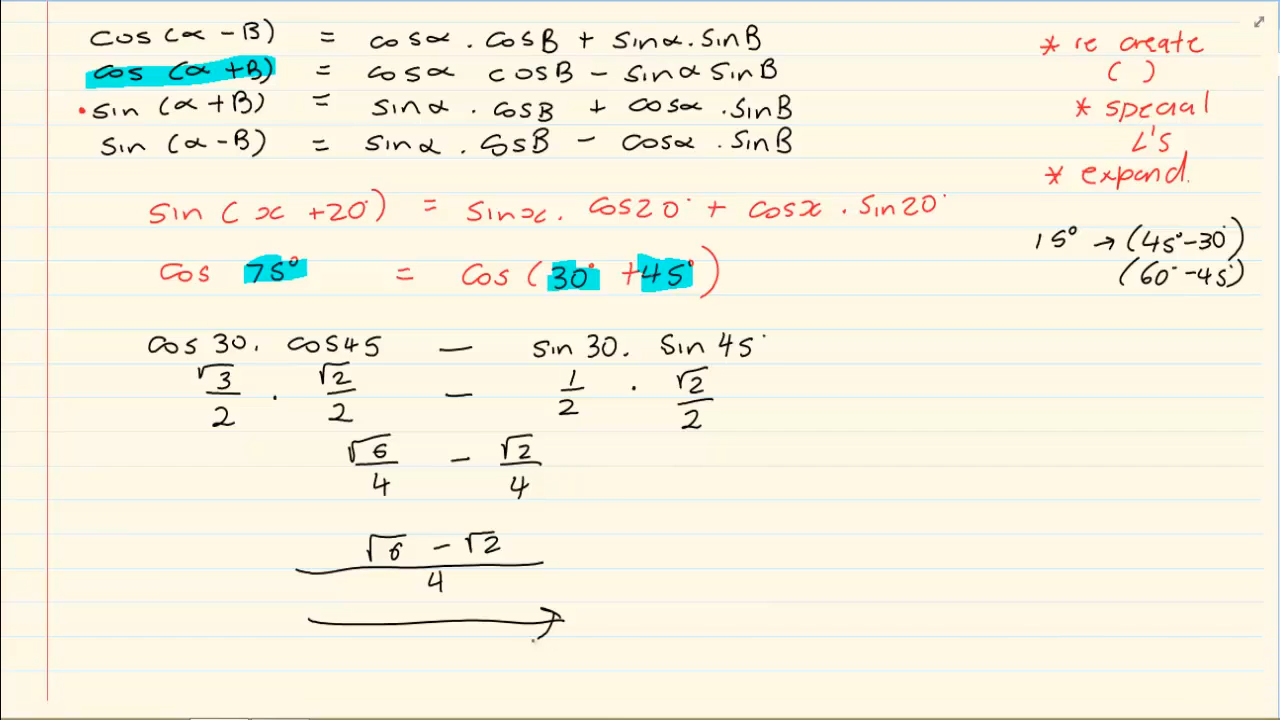 cos (α - B) = cosα . cosB + sinα. sinB
cos (α + B) = cosα cosB - sinα sinB
• sin (α + B) = sinα . cosB + cosα . sinB
sin (α - B) = sinα . cosB - cosα . sinB
* re create
( )
* special
∠'s
* expand.
sin (x + 20°) = sinx. cos20° + cosx . sin20°
15° → (45° - 30°)
(60° - 45°)
cos 75° = cos (30° + 45°)
cos 30. cos45 - sin 30. sin 45°
√3/2 . √2/2 - 1/2 . √2/2
√6/4 - √2/4
√6 - √2
4